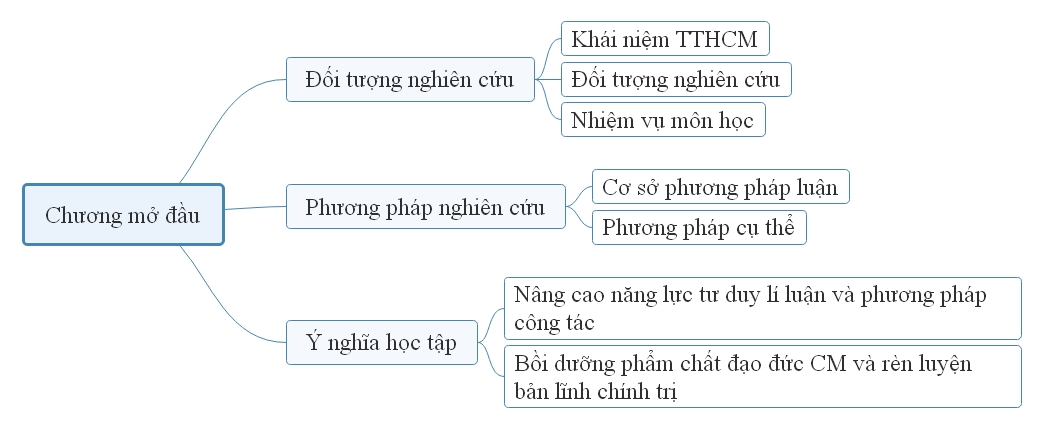 Chương mở đầu
Đối tượng nghiên cứu
Khái niệm TTHCM
Đối tượng nghiên cứu
Nhiệm vụ môn học
Phương pháp nghiên cứu
Cơ sở phương pháp luận
Phương pháp cụ thể
Ý nghĩa học tập
Nâng cao năng lực tư duy lí luận và phương pháp
công tác
Bồi dưỡng phẩm chất đạo đức CM và rèn luyện
bản lĩnh chính trị